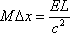 MΔx = EL/c²